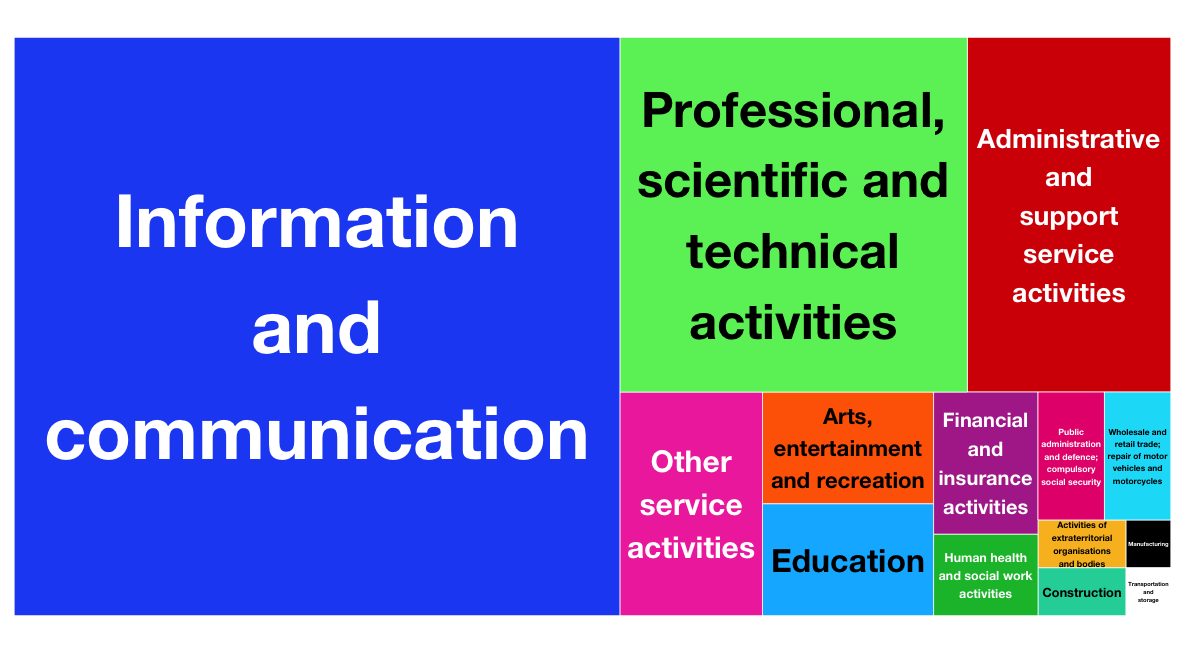 Information
and
communication
Professional,
scientific and
technical
activities
Administrative
and
support
service
activities
Other
service
activities
Arts,
entertainment
and recreation
Education
Financial
and
insurance
activities
Human health
and social work
activities
Public
administration
and defence;
compulsory
social security
Wholesale and
retail trade;
repair of motor
vehicles and
motorcycles
Activities of
extraterritorial
organisations
and bodies
Manufacturing
Construction
Transportation
and
storage